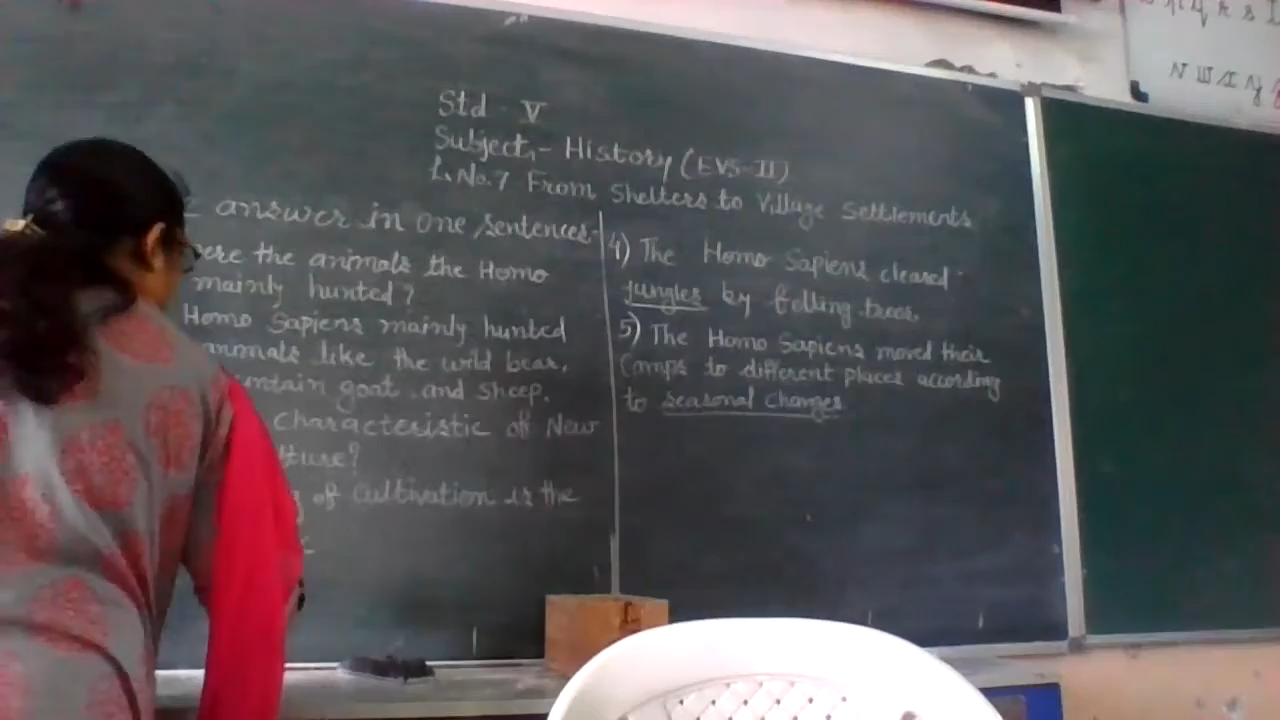 Std - V
Subject - History (EVS-II)
L.No.7 From Shelters to Village Settlements
answer in one sentences-
were the animals the Homo
mainly hunted?
Homo Sapiens mainly hunted
animals like the wild bear,
mountain goat and sheep.
characteristic of New
of cultivation is the
4) The Homo Sapiens cleared
jungles by felling trees.
5) The Homo Sapiens moved their
Camps to different places according
to seasonal changes